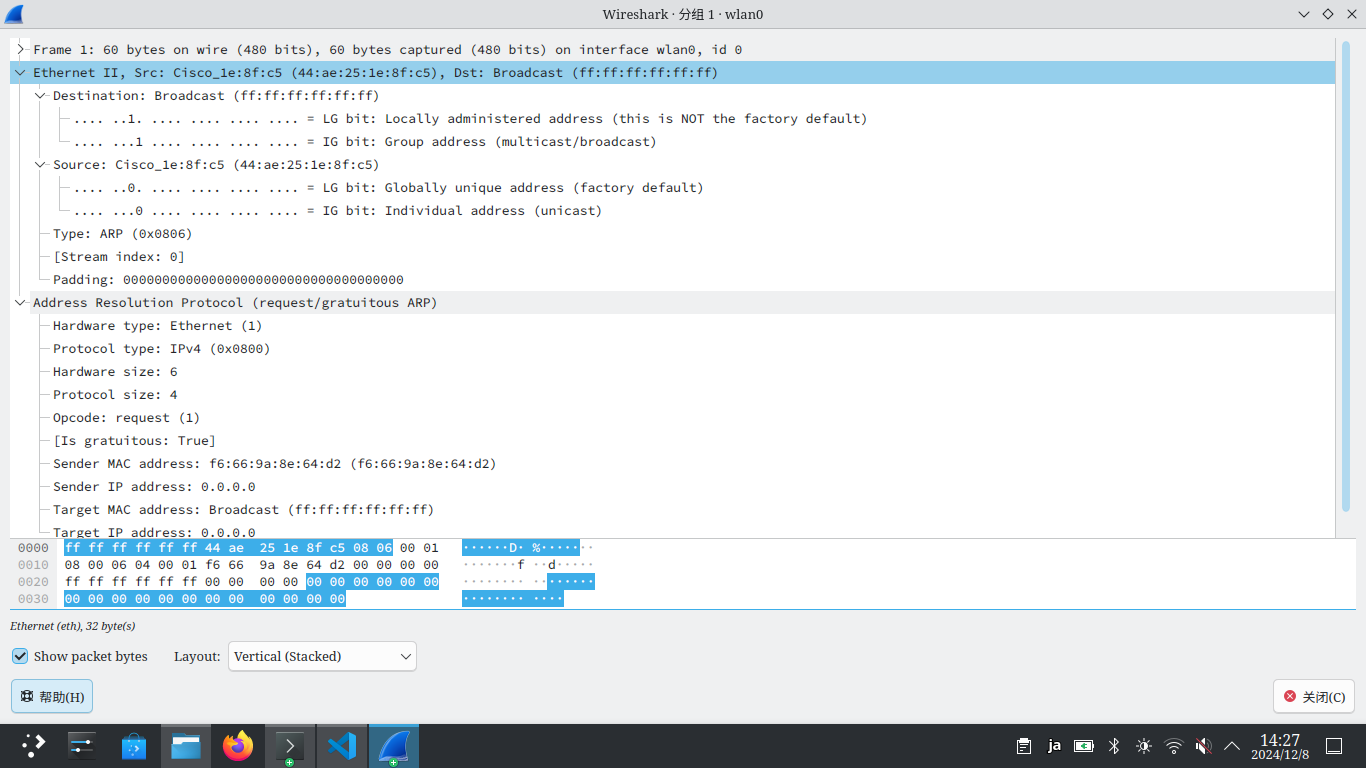 Wireshark · 分组 1 · wlan0
Frame 1: 60 bytes on wire (480 bits), 60 bytes captured (480 bits) on interface wlan0, id 0
Ethernet II, Src: Cisco_1e:8f:c5 (44:ae:25:1e:8f:c5), Dst: Broadcast (ff:ff:ff:ff:ff:ff)
Destination: Broadcast (ff:ff:ff:ff:ff:ff)
.... ..1. .... .... .... .... = LG bit: Locally administered address (this is NOT the factory default)
.... ...1 .... .... .... .... = IG bit: Group address (multicast/broadcast)
Source: Cisco_1e:8f:c5 (44:ae:25:1e:8f:c5)
.... ..0. .... .... .... .... = LG bit: Globally unique address (factory default)
.... ...0 .... .... .... .... = IG bit: Individual address (unicast)
Type: ARP (0x0806)
[Stream index: 0]
Padding: 000000000000000000000000000000000000
Address Resolution Protocol (request/gratuitous ARP)
Hardware type: Ethernet (1)
Protocol type: IPv4 (0x0800)
Hardware size: 6
Protocol size: 4
Opcode: request (1)
[Is gratuitous: True]
Sender MAC address: f6:66:9a:8e:64:d2 (f6:66:9a:8e:64:d2)
Sender IP address: 0.0.0.0
Target MAC address: Broadcast (ff:ff:ff:ff:ff:ff)
Target IP address: 0.0.0.0
0000 ff ff ff ff ff ff 44 ae 25 1e 8f c5 08 06 00 01 ······D· %·······
0010 08 00 06 04 00 01 f6 66 9a 8e 64 d2 00 00 00 00 ·······f ··d·····
0020 ff ff ff ff ff ff 00 00 00 00 00 00 00 00 00 00 ········ ········
0030 00 00 00 00 00 00 00 00 00 00 00 00 ········ ····
Ethernet (eth), 32 byte(s)
Show packet bytes Layout: Vertical (Stacked)
帮助(H) 关闭(C)
ja 14:27
2024/12/8